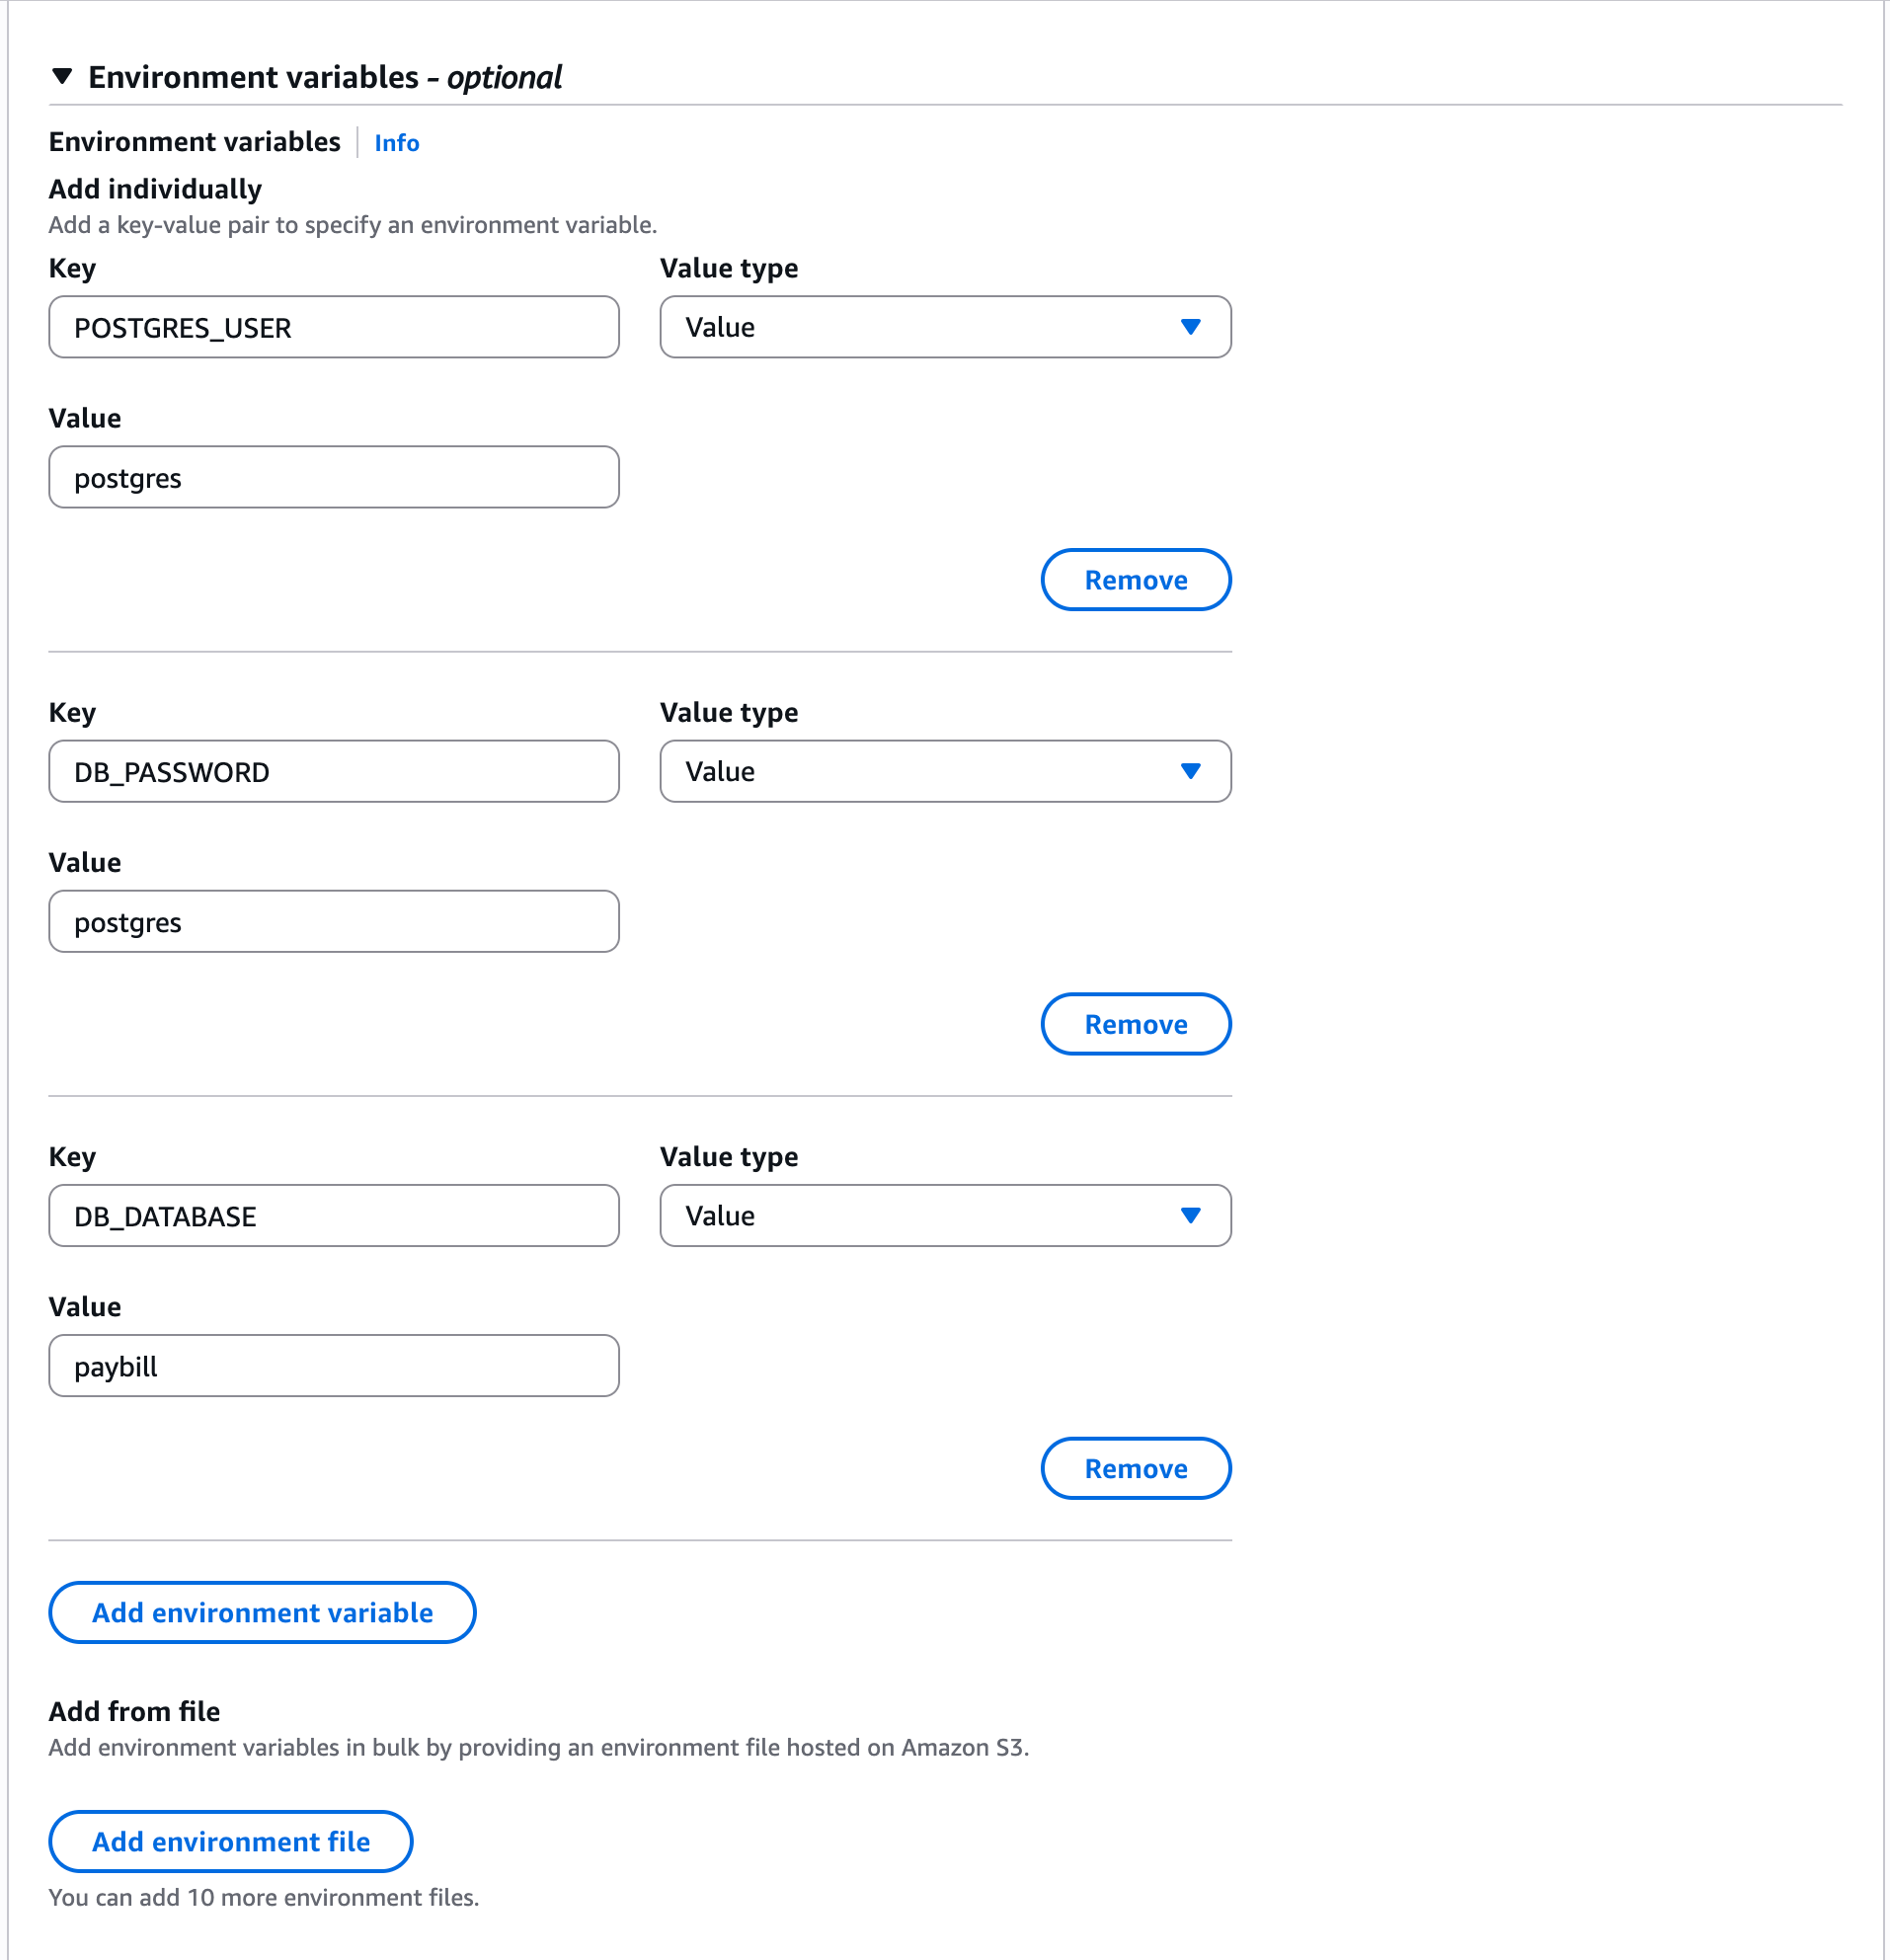 Environment variables - optional
Environment variables Info
Add individually
Add a key-value pair to specify an environment variable.
Key Value type
POSTGRES_USER Value
Value
postgres
Remove
Key Value type
DB_PASSWORD Value
Value
postgres
Remove
Key Value type
DB_DATABASE Value
Value
paybill
Remove
Add environment variable
Add from file
Add environment variables in bulk by providing an environment file hosted on Amazon S3.
Add environment file
You can add 10 more environment files.